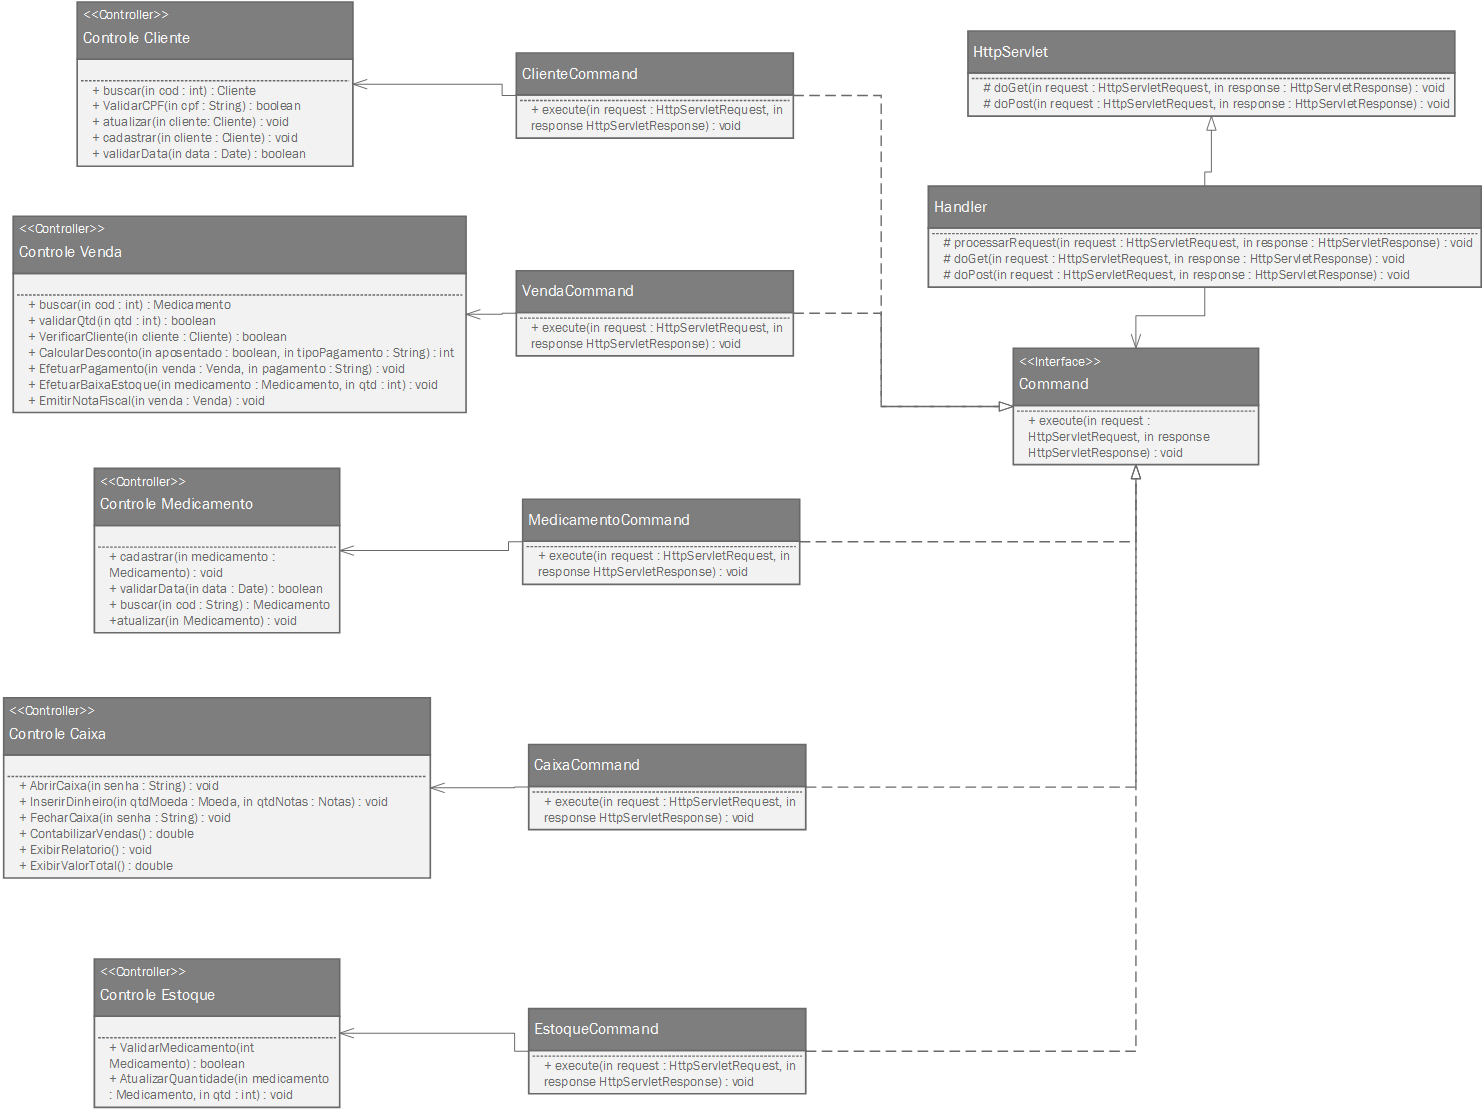 <<Controller>>
Controle Cliente
+ buscar(in cod : int) : Cliente
+ ValidarCPF(in cpf : String) : boolean
+ atualizar(in cliente: Cliente) : void
+ cadastrar(in cliente : Cliente) : void
+ validarData(in data : Date) : boolean
ClienteCommand
+ execute(in request : HttpServletRequest, in
response HttpServletResponse) : void
HttpServlet
# doGet(in request : HttpServletRequest, in response : HttpServletResponse) : void
# doPost(in request : HttpServletRequest, in response : HttpServletResponse) : void
Handler
# processarRequest(in request : HttpServletRequest, in response : HttpServletResponse) : void
# doGet(in request : HttpServletRequest, in response : HttpServletResponse) : void
# doPost(in request : HttpServletRequest, in response : HttpServletResponse) : void
<<Controller>>
Controle Venda
+ buscar(in cod : int) : Medicamento
+ validarQtd(in qtd : int) : boolean
+ VerificarCliente(in cliente : Cliente) : boolean
+ CalcularDesconto(in aposentado : boolean, in tipoPagamento : String) : int
+ EfetuarPagamento(in venda : Venda, in pagamento : String) : void
+ EfetuarBaixaEstoque(in medicamento : Medicamento, in qtd : int) : void
+ EmitirNotaFiscal(in venda : Venda) : void
VendaCommand
+ execute(in request : HttpServletRequest, in
response HttpServletResponse) : void
<<Interface>>
Command
+ execute(in request :
HttpServletRequest, in response
HttpServletResponse) : void
<<Controller>>
Controle Medicamento
+ cadastrar(in medicamento :
Medicamento) : void
+ validarData(in data : Date) : boolean
+ buscar(in cod : String) : Medicamento
+atualizar(in Medicamento) : void
MedicamentoCommand
+ execute(in request : HttpServletRequest, in
response HttpServletResponse) : void
<<Controller>>
Controle Caixa
+ AbrirCaixa(in senha : String) : void
+ InserirDinheiro(in qtdMoeda : Moeda, in qtdNotas : Notas) : void
+ FecharCaixa(in senha : String) : void
+ ContabilizarVendas() : double
+ ExibirRelatorio() : void
+ ExibirValorTotal() : double
CaixaCommand
+ execute(in request : HttpServletRequest, in
response HttpServletResponse) : void
<<Controller>>
Controle Estoque
+ ValidarMedicamento(int
Medicamento) : boolean
+ AtualizarQuantidade(in medicamento
: Medicamento, in qtd : int) : void
EstoqueCommand
+ execute(in request : HttpServletRequest, in
response HttpServletResponse) : void